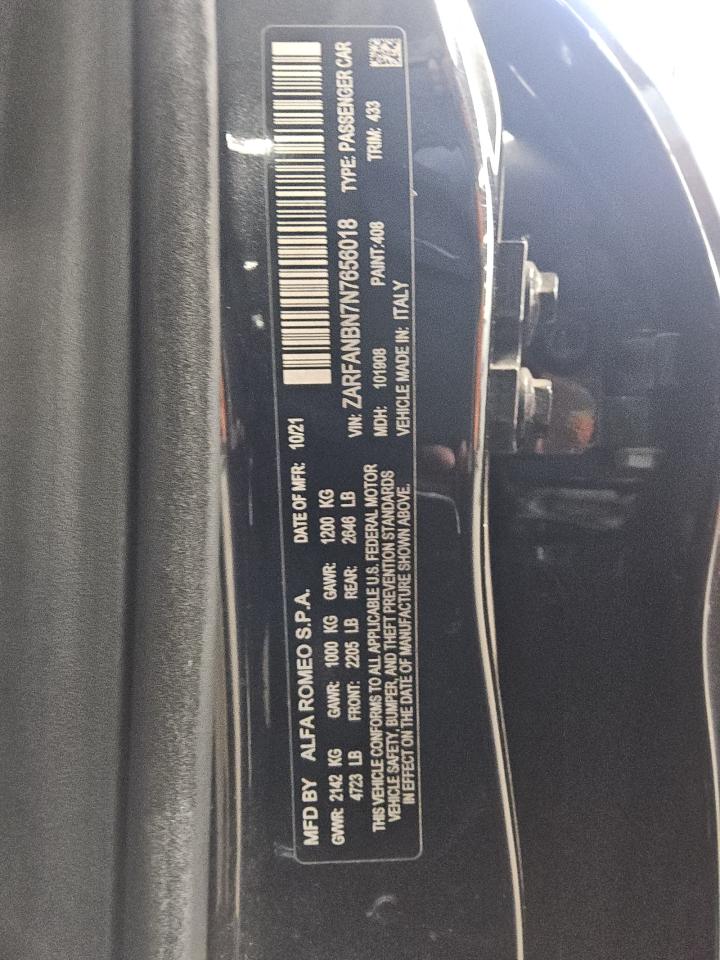 MFD BY ALFA ROMEO S.P.A. DATE OF MFR: 10/21
GVWR: 2142 KG GAWR: 1000 KG GAWR: 1200 KG
4723 LB FRONT: 2205 LB REAR: 2646 LB
THIS VEHICLE CONFORMS TO ALL APPLICABLE U.S. FEDERAL MOTOR
VEHICLE SAFETY, BUMPER, AND THEFT PREVENTION STANDARDS
IN EFFECT ON THE DATE OF MANUFACTURE SHOWN ABOVE.
VIN: ZARFANBN7N7656018 TYPE: PASSENGER CAR
MDH: 101908 PAINT:408 TRIM: 433
VEHICLE MADE IN: ITALY